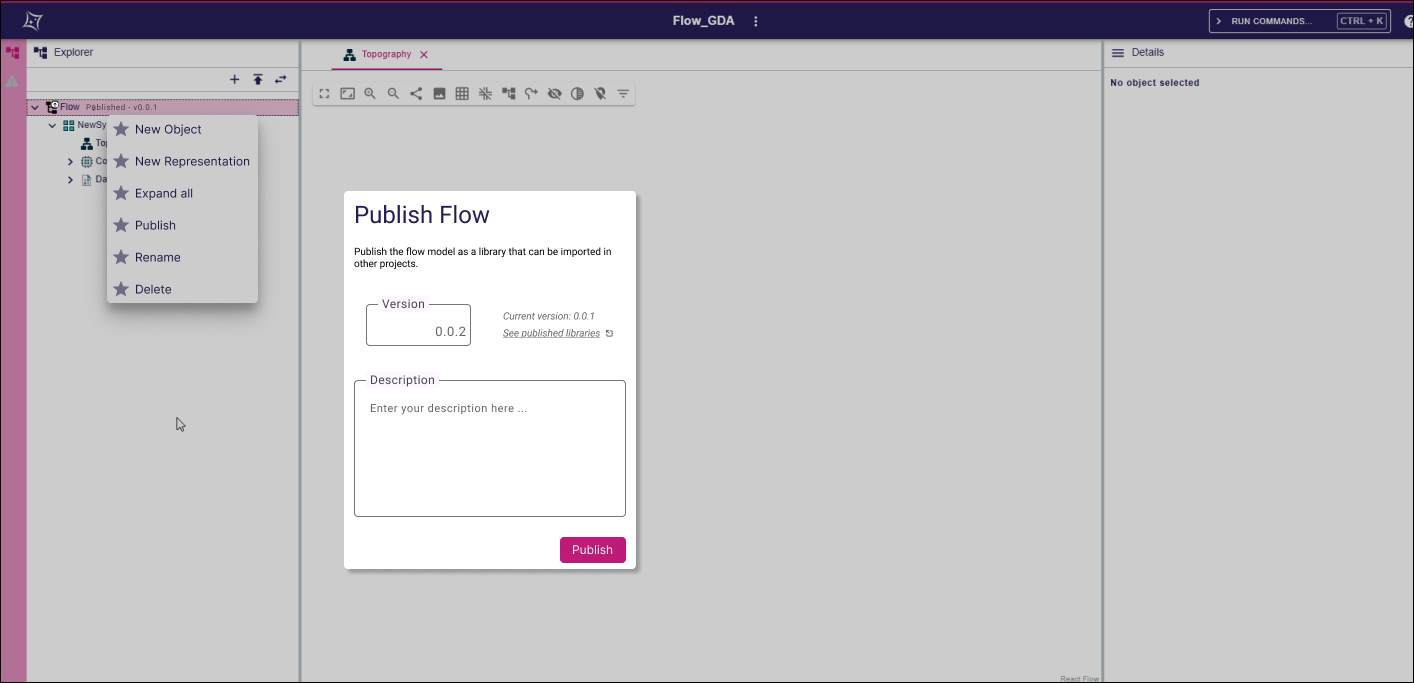 Flow_GDA
RUN COMMANDS... CTRL + K
Explorer
Topography
Details
No object selected
Flow Published - v0.0.1
NewSy
Top
Co
Da
New Object
New Representation
Expand all
Publish
Rename
Delete
Publish Flow
Publish the flow model as a library that can be imported in
other projects.
Version
0.0.2
Current version: 0.0.1
See published libraries
Description
Enter your description here ...
Publish
React Flow